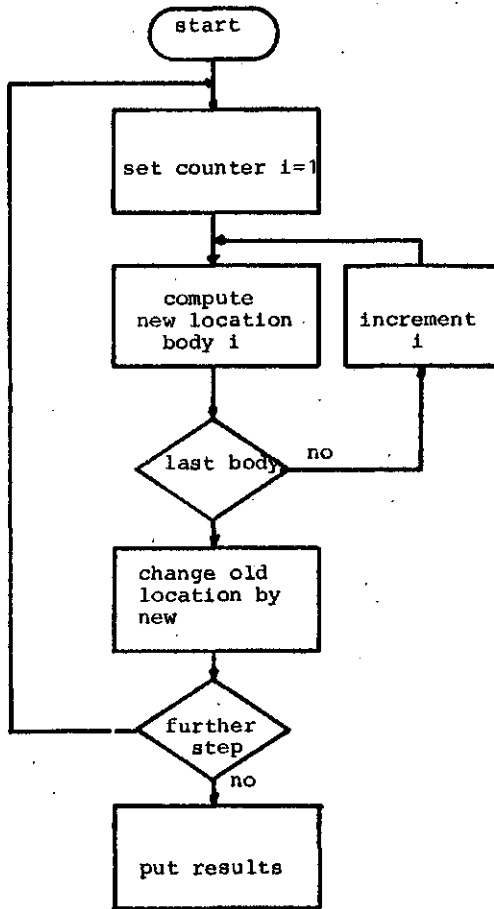 start
set counter i=1
compute
new location
body i
increment
i
last body
no
change old
location by
new
further
step
no
put results